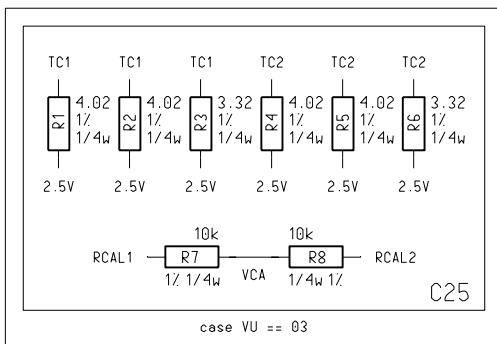 TC1 TC1 TC1 TC2 TC2 TC2
R1 4.02 1% 1/4w
R2 4.02 1% 1/4w
R3 3.32 1% 1/4w
R4 4.02 1% 1/4w
R5 4.02 1% 1/4w
R6 3.32 1% 1/4w
2.5V 2.5V 2.5V 2.5V 2.5V 2.5V
10k 10k
RCAL1 R7 R8 RCAL2
1% 1/4w VCA 1/4w 1%
C25
case VU == 03